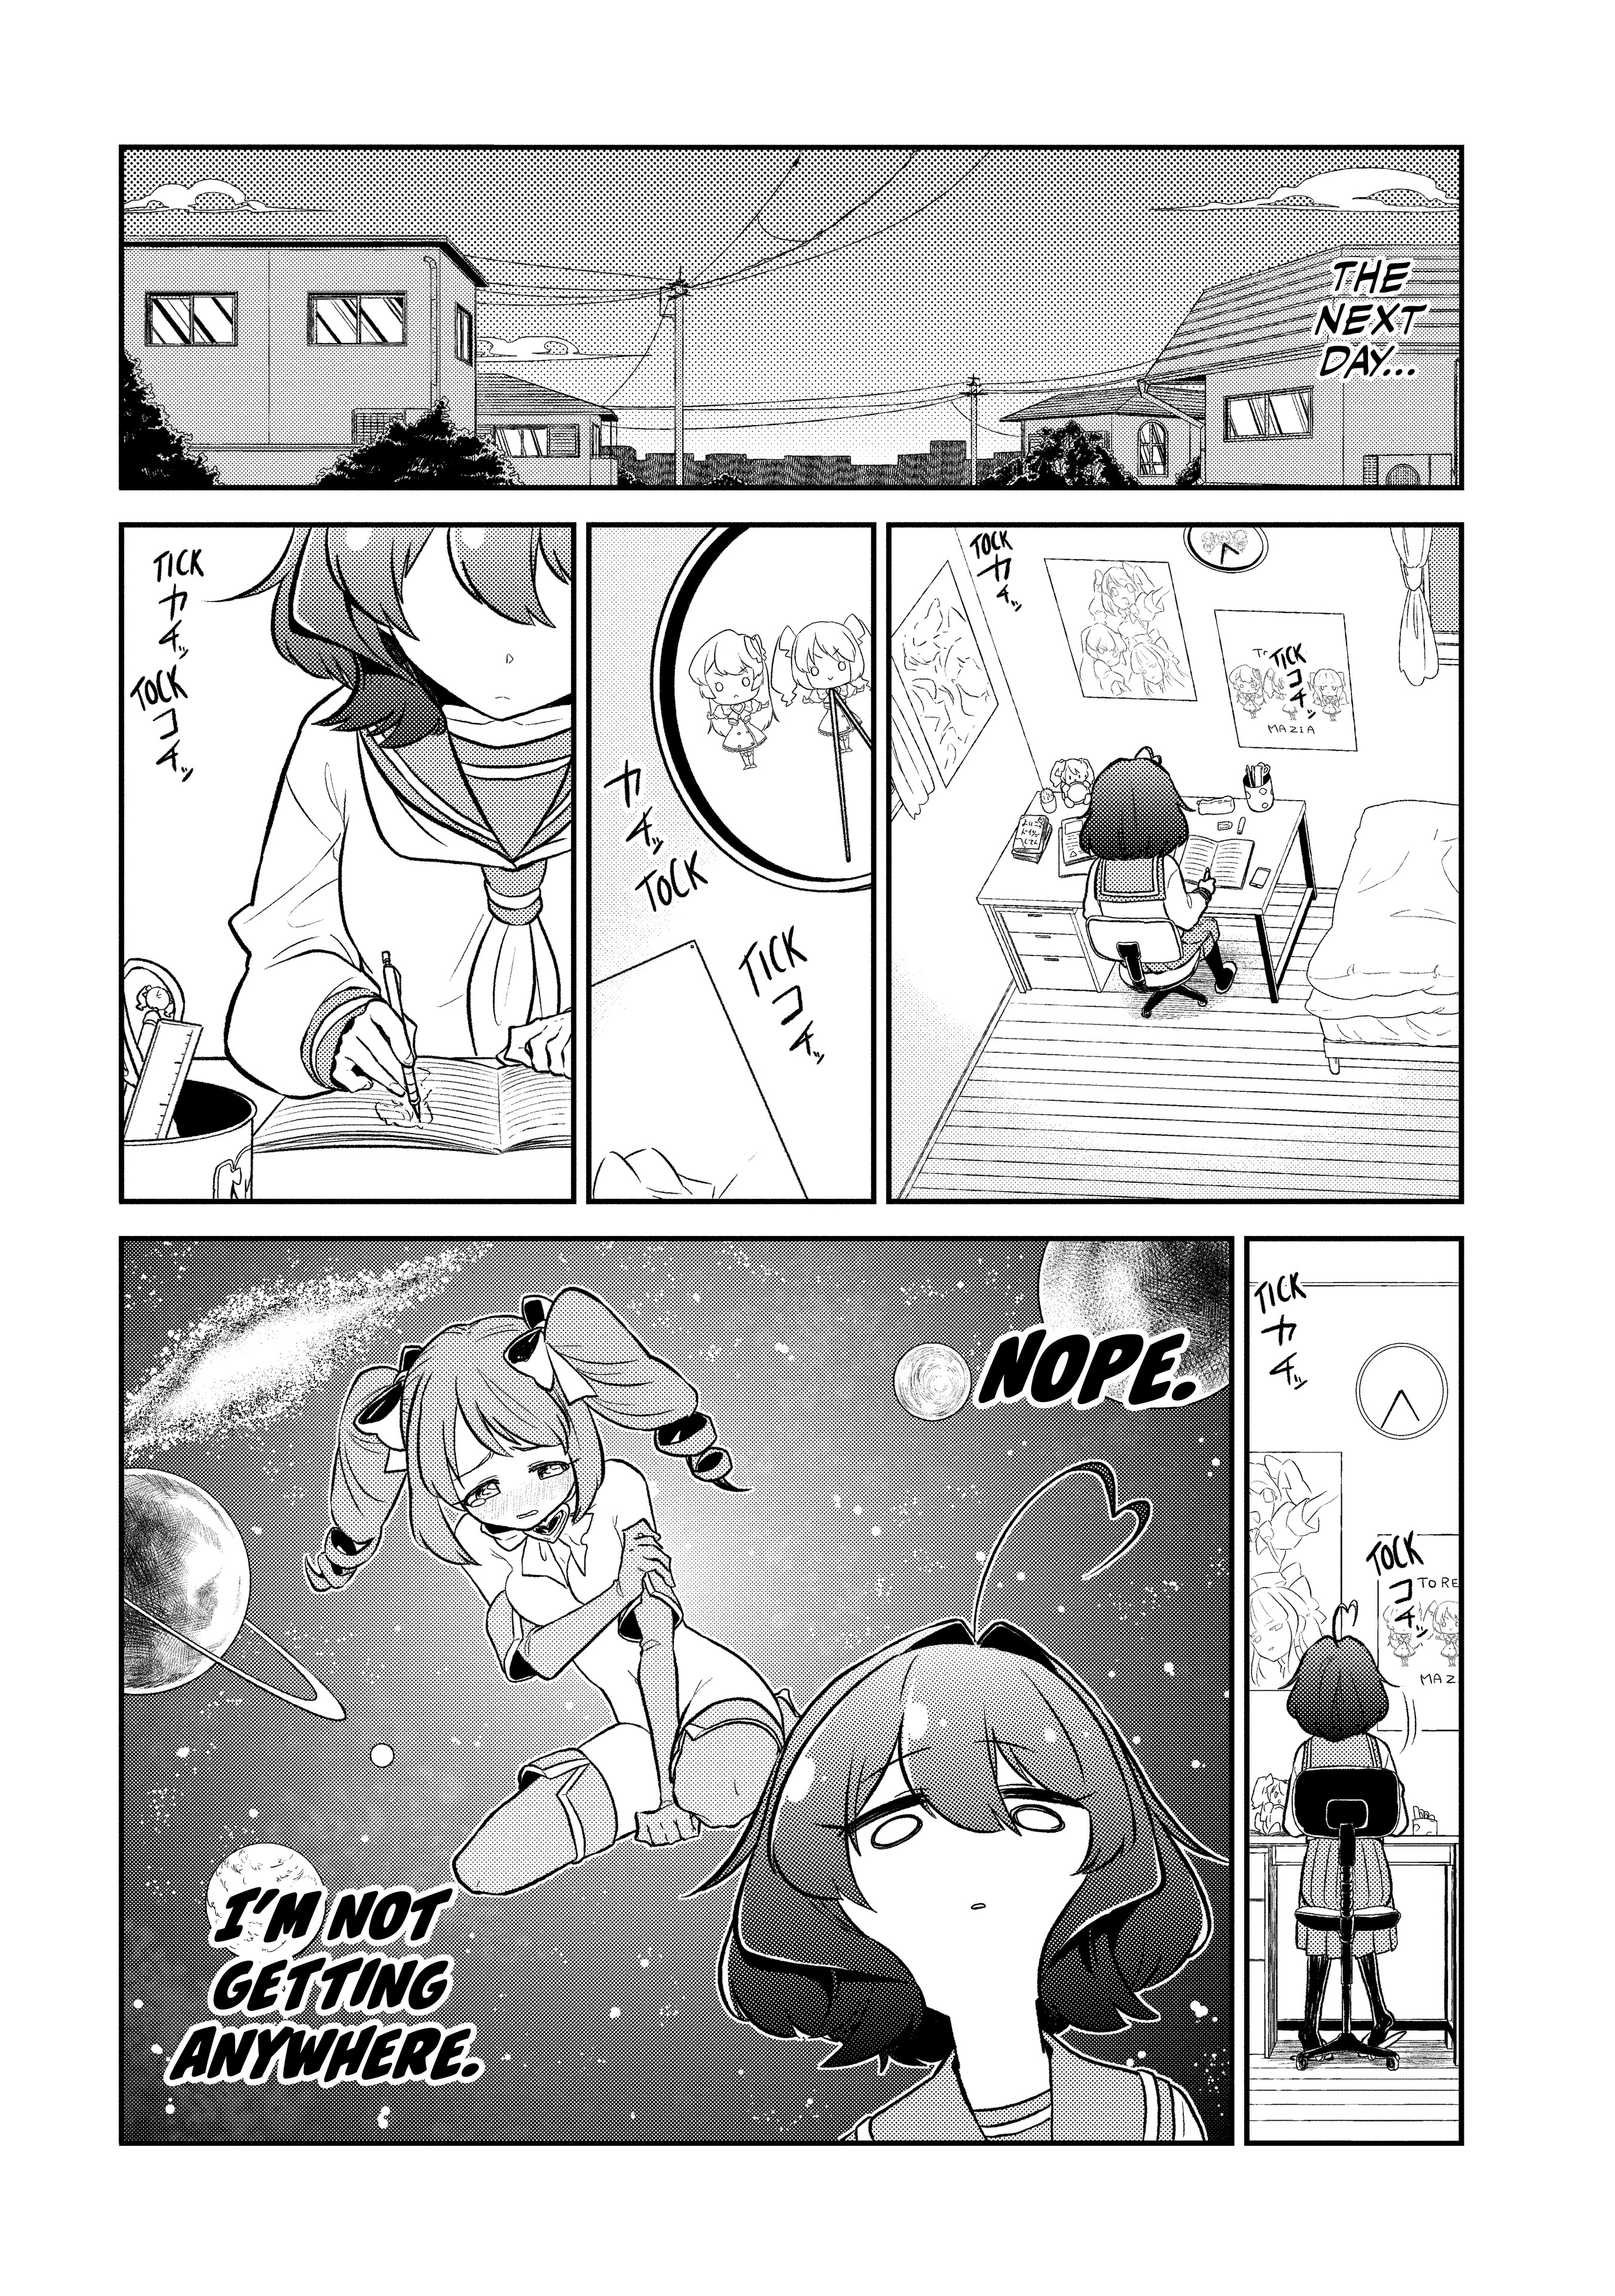 THE
NEXT
DAY...
TOCK
カチッ
TICK
コチッ
MAZIA
カチッ
TOCK
TICK
コチッ
TICK
カチッ
TOCK
コチッ
TICK
カチッ
TOCK
コチッ
TORE
MAZ
NOPE.
I'M NOT
GETTING
ANYWHERE.